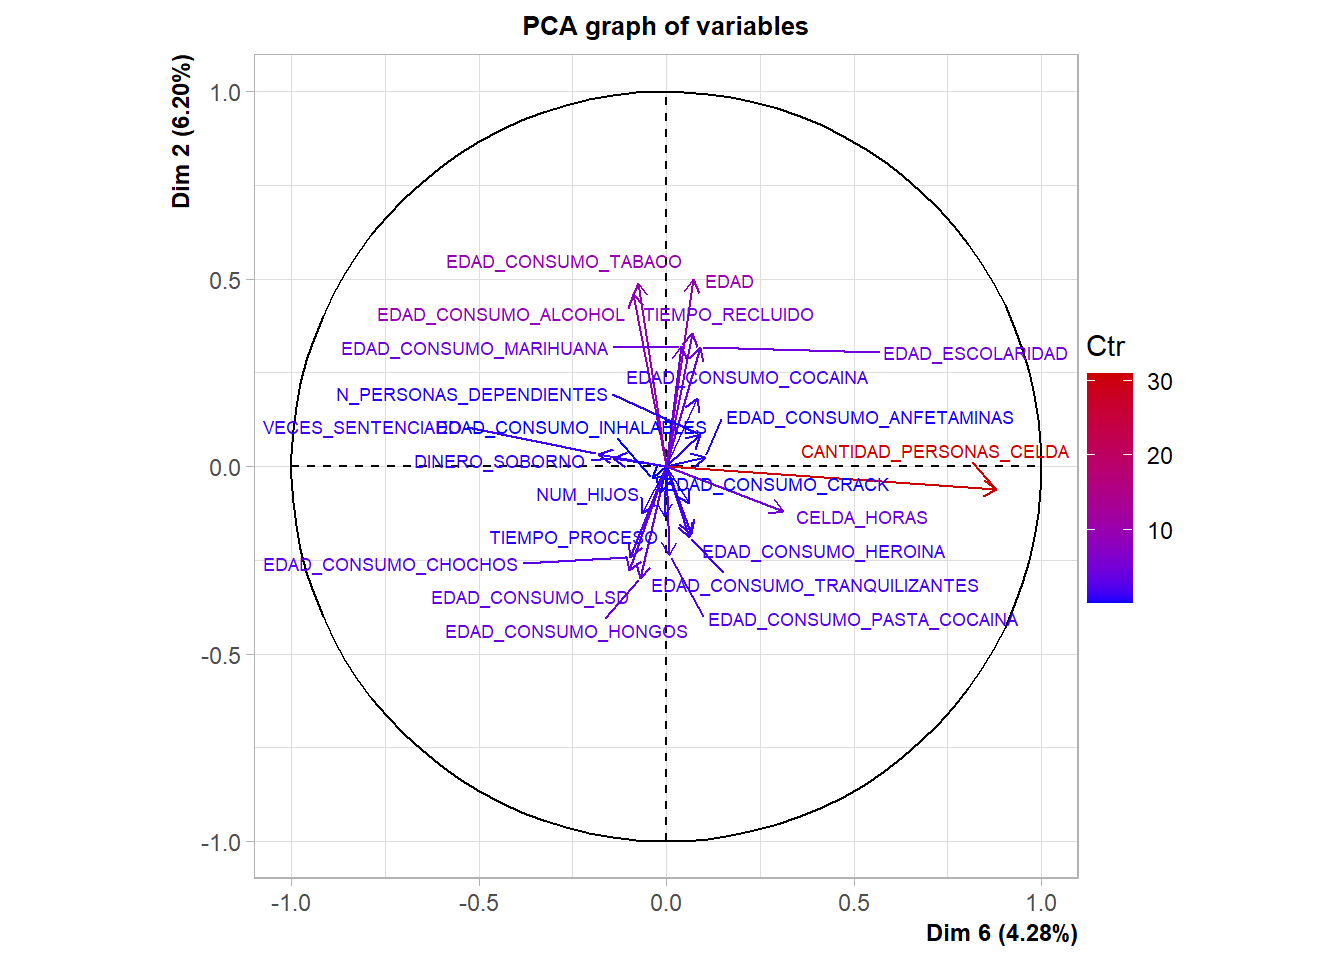 PCA graph of variables
Dim 2 (6.20%)
1.0
0.5
0.0
-0.5
-1.0
EDAD_CONSUMO_TABACO
EDAD
EDAD_CONSUMO_ALCOHOL
TIEMPO_RECLUIDO
EDAD_CONSUMO_MARIHUANA
EDAD_ESCOLARIDAD
EDAD_CONSUMO_COCAINA
N_PERSONAS_DEPENDIENTES
EDAD_CONSUMO_ANFETAMINAS
VECES_SENTENCIADO
EDAD_CONSUMO_INHALABLES
CANTIDAD_PERSONAS_CELDA
DINERO_SOBORNO
EDAD_CONSUMO_CRACK
NUM_HIJOS
CELDA_HORAS
TIEMPO_PROCESO
EDAD_CONSUMO_HEROINA
EDAD_CONSUMO_CHOCHOS
EDAD_CONSUMO_TRANQUILIZANTES
EDAD_CONSUMO_LSD
EDAD_CONSUMO_PASTA_COCAINA
EDAD_CONSUMO_HONGOS
Ctr
30
20
10
-1.0
-0.5
0.0
0.5
1.0
Dim 6 (4.28%)